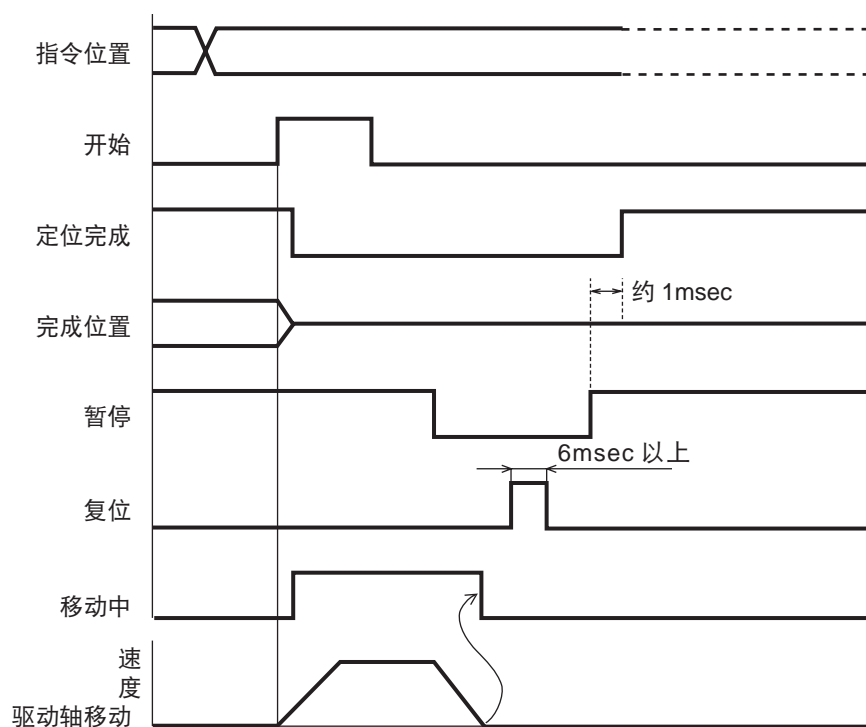 指令位置
开始
定位完成
约 1msec
完成位置
暂停
6msec 以上
复位
移动中
速
度
驱动轴移动